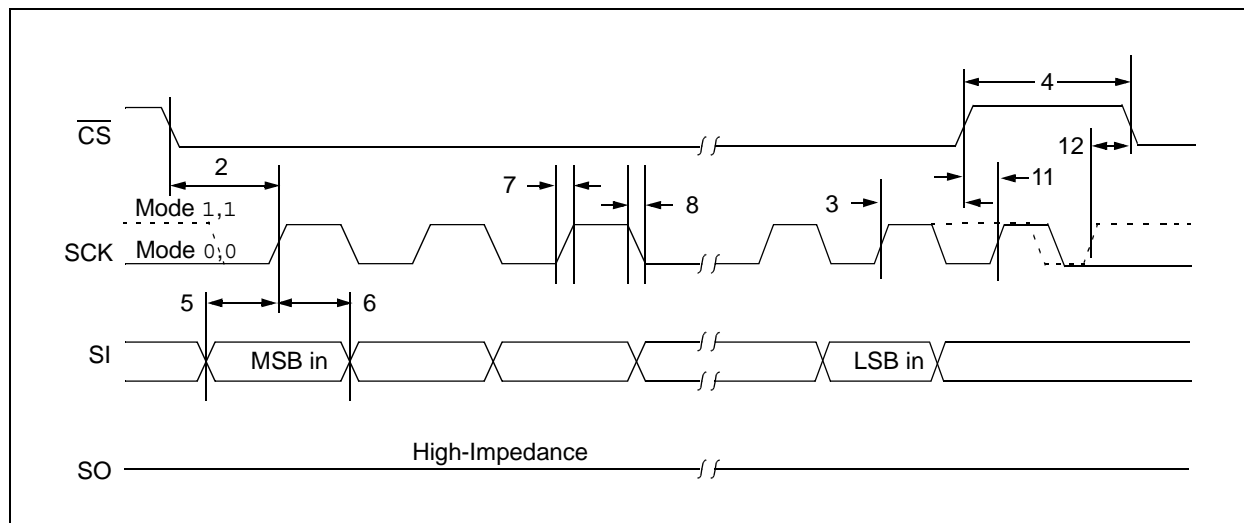 4
CS
2
12
7
8
3
11
Mode 1,1
SCK
Mode 0,0
5
6
SI
MSB in
LSB in
High-Impedance
SO